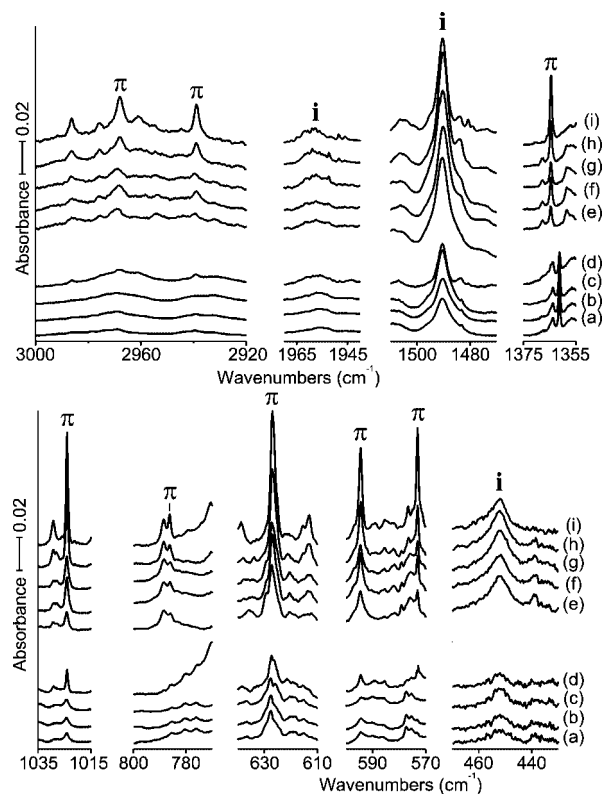 i
π
π
π
i
Absorbance — 0.02
(i)
(h)
(g)
(f)
(e)
(d)
(c)
(b)
(a)
3000 2960 2920 1965 1945 1500 1480 1375 1355
Wavenumbers (cm-1)
π
π
π
π
π
i
Absorbance — 0.02
(i)
(h)
(g)
(f)
(e)
(d)
(c)
(b)
(a)
1035 1015 800 780 630 610 590 570 460 440
Wavenumbers (cm-1)